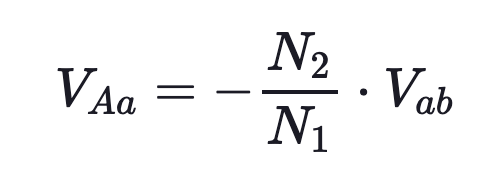 V_{Aa} = -\frac{N_2}{N_1} \cdot V_{ab}